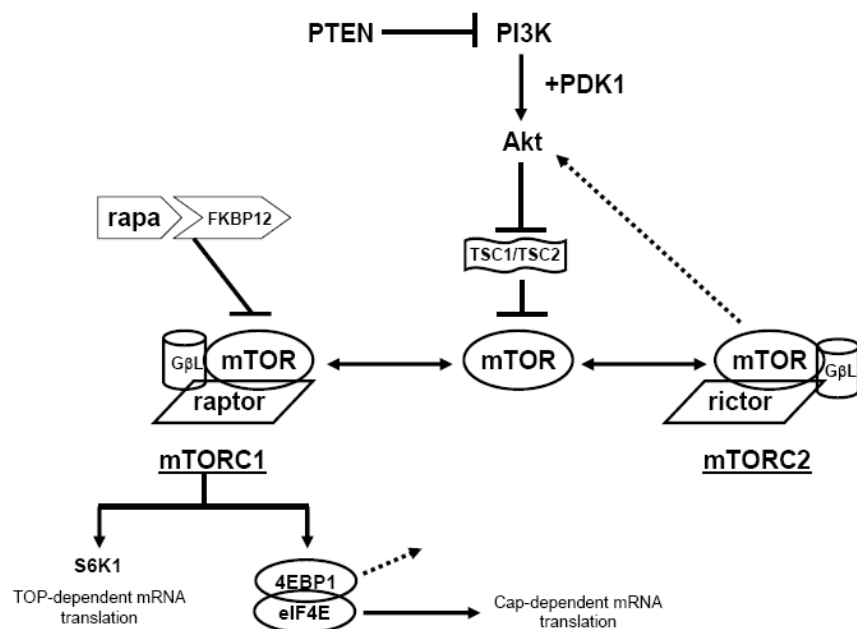 PTEN
PI3K
+PDK1
Akt
rapa
FKBP12
TSC1/TSC2
GβL
mTOR
mTOR
mTOR
GβL
raptor
rictor
mTORC1
mTORC2
S6K1
TOP-dependent mRNA
translation
4EBP1
eIF4E
Cap-dependent mRNA
translation